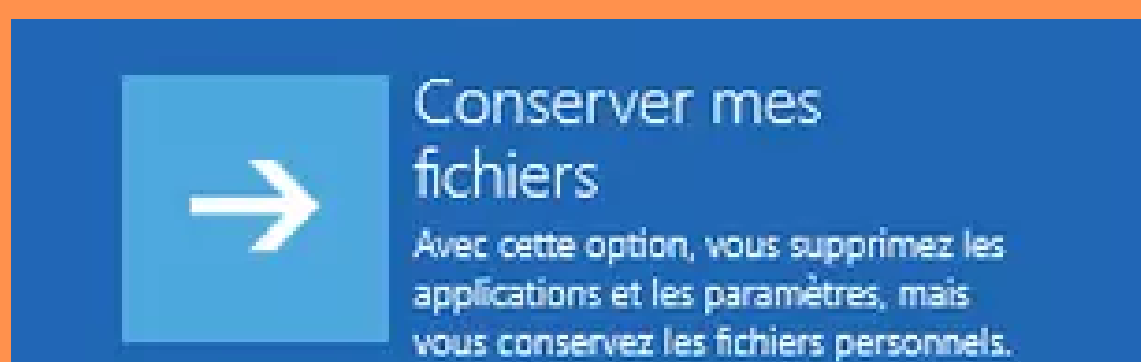 Conserver mes
fichiers
Avec cette option, vous supprimez les
applications et les paramètres, mais
vous conservez les fichiers personnels.